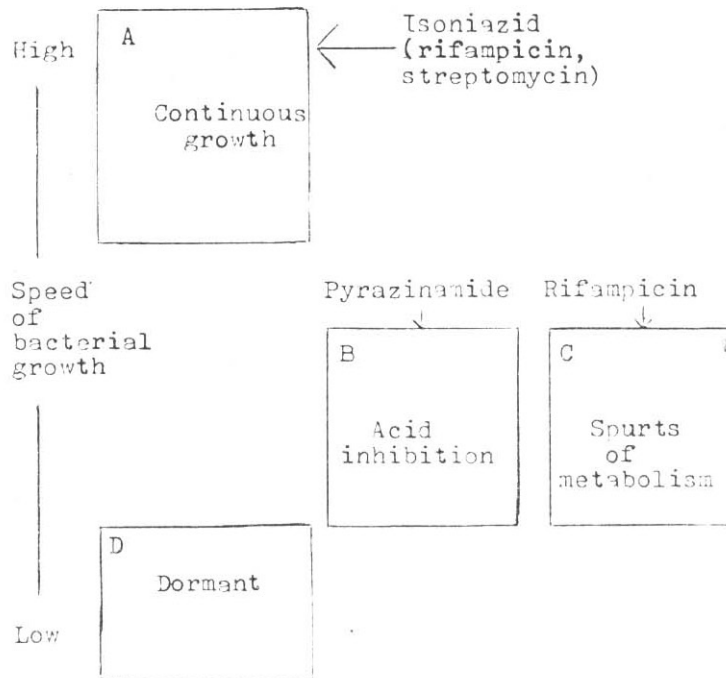 High
A
Isoniazid
(rifampicin,
streptomycin)
Continuous
growth
Speed
of
bacterial
growth
Pyrazinamide
Rifampicin
B
Acid
inhibition
C
Spurts
of
metabolism
D
Dormant
Low